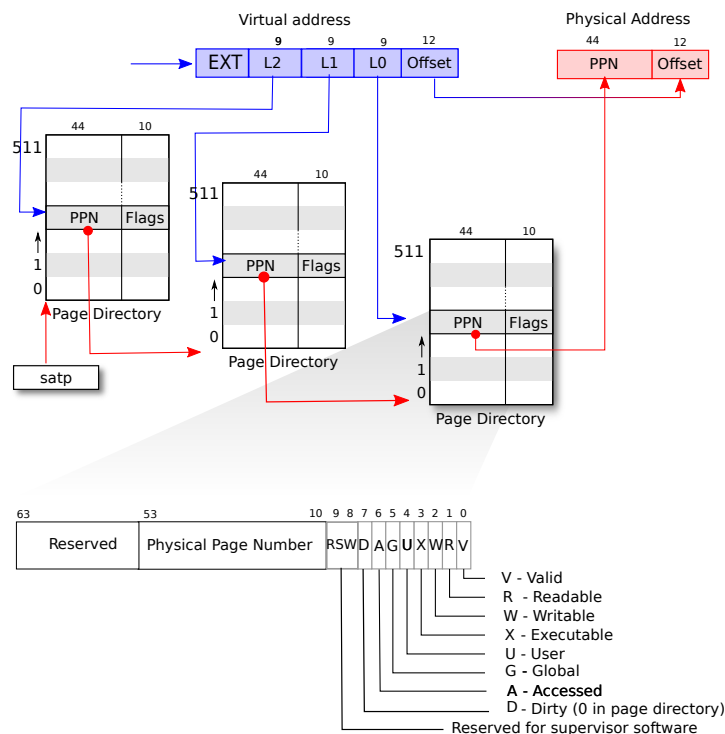 Virtual address
Physical Address
9 9 9 12
EXT L2 L1 L0 Offset
44 12
PPN Offset
44 10
511
PPN Flags
1
0
Page Directory
satp
44 10
511
PPN Flags
1
0
Page Directory
44 10
511
PPN Flags
1
0
Page Directory
63 53 10 9 8 7 6 5 4 3 2 1 0
Reserved Physical Page Number RSW D A G U X W R V
V - Valid
R - Readable
W - Writable
X - Executable
U - User
G - Global
A - Accessed
D - Dirty (0 in page directory)
Reserved for supervisor software